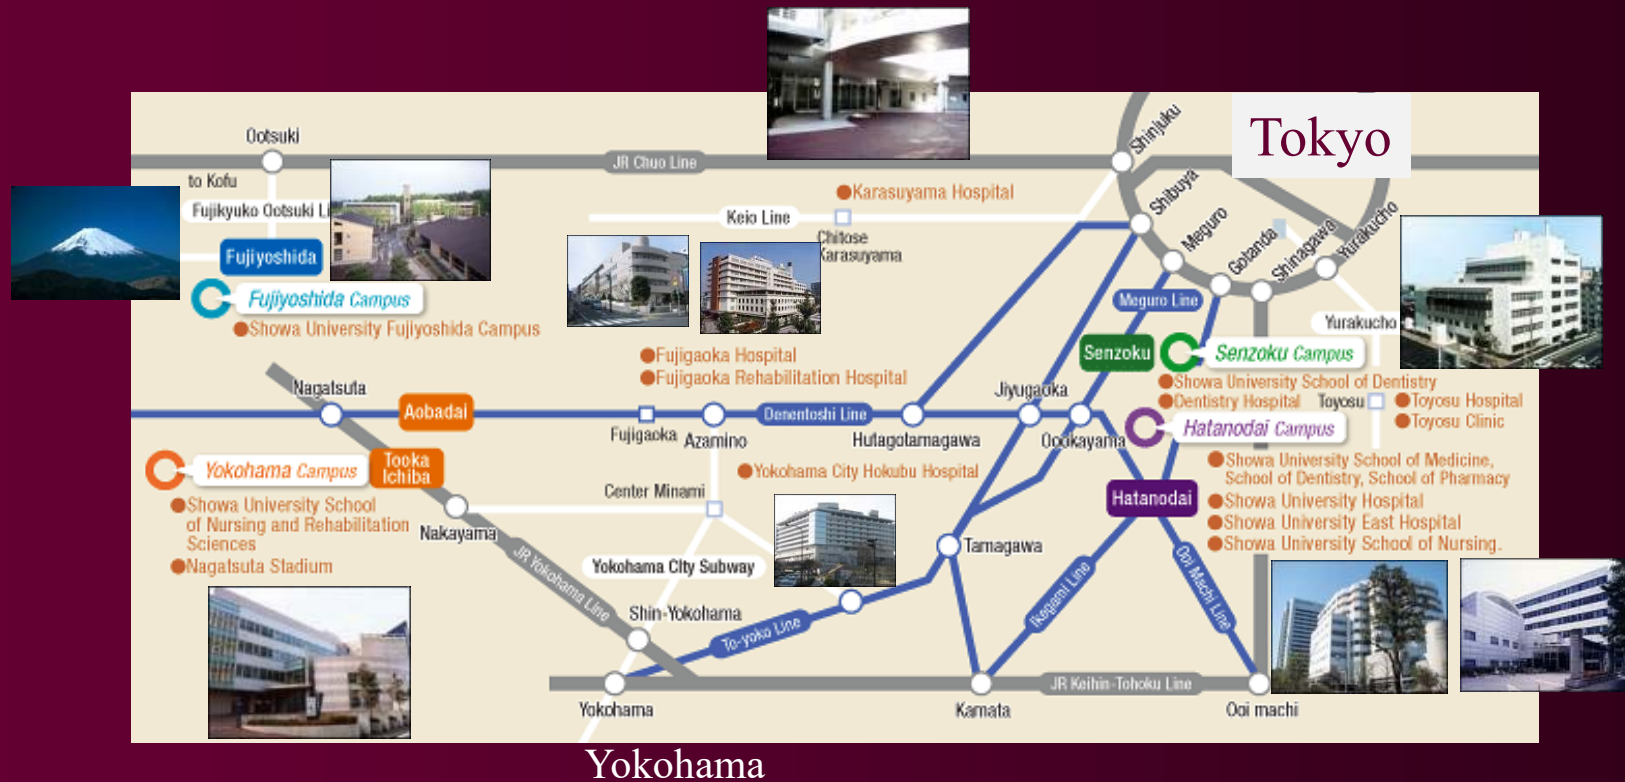 Tokyo
Shinjuku
Ootsuki
JR Chuo Line
to Kofu
Karasuyama Hospital
Shibuya
Fujikyuko Ootsuki Li
Keio Line
Chitose
Karasuyama
Meguro
Gotanda
Shinagawa
Yurakucho
Fujiyoshida
Fujiyoshida Campus
Showa University Fujiyoshida Campus
Meguro Line
Yurakucho
Senzoku
Senzoku Campus
Fujigaoka Hospital
Fujigaoka Rehabilitation Hospital
Showa University School of Dentistry
Dentistry Hospital
Toyosu
Toyosu Hospital
Toyosu Clinic
Nagatsuta
Aobadai
Fujigaoka
Azamino
Denentoshi Line
Hutagotamagawa
Jiyugaoka
Oookayama
Hatanodai Campus
Yokohama Campus
Tooka
Ichiba
Showa University School
of Nursing and Rehabilitation
Sciences
Nagatsuta Stadium
Yokohama City Hokubu Hospital
Center Minami
Nakayama
Hatanodai
Showa University School of Medicine,
School of Dentistry, School of Pharmacy
Showa University Hospital
Showa University East Hospital
Showa University School of Nursing.
Tamagawa
JR Yokohama Line
Yokohama City Subway
Shin-Yokohama
To-yoko Line
Ikegami Line
Ooi Machi Line
JR Keihin-Tohoku Line
Yokohama
Kamata
Ooi machi
Yokohama